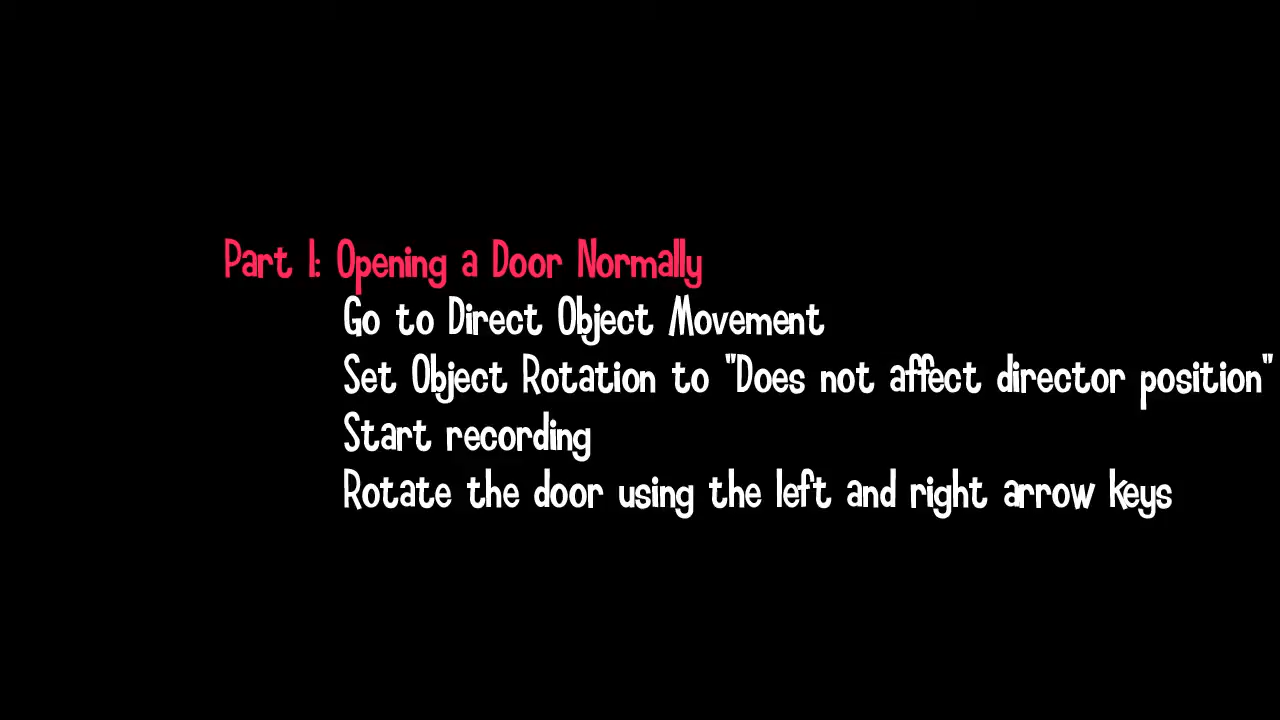 Part 1: Opening a Door Normally
Go to Direct Object Movement
Set Object Rotation to "Does not affect director position"
Start recording
Rotate the door using the left and right arrow keys